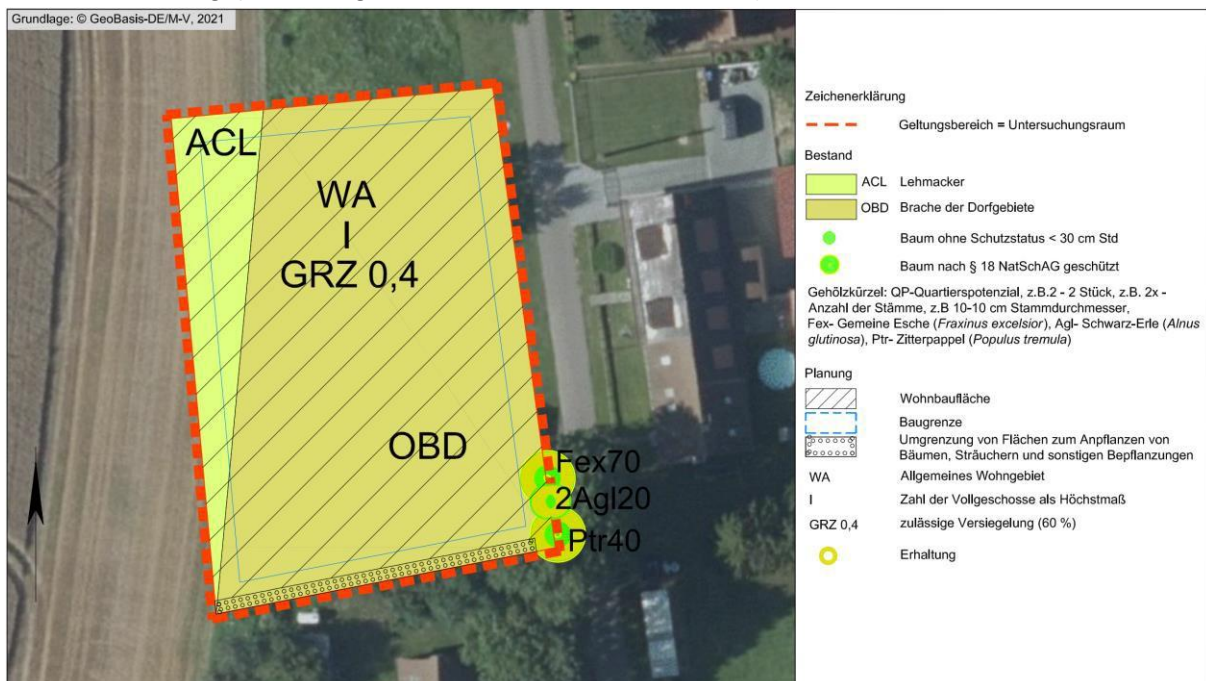 Grundlage: © GeoBasis-DE/M-V, 2021
ACL
WA
I
GRZ 0,4
OBD
Fex70
2Agl20
Ptr40
Zeichenerklärung
Geltungsbereich = Untersuchungsraum
Bestand
ACL Lehmacker
OBD Brache der Dorfgebiete
Baum ohne Schutzstatus < 30 cm Std
Baum nach § 18 NatSchAG geschützt
Gehölzkürzel: QP-Quartierspotenzial, z.B.2 - 2 Stück, z.B. 2x -
Anzahl der Stämme, z.B 10-10 cm Stammdurchmesser,
Fex- Gemeine Esche (Fraxinus excelsior), Agl- Schwarz-Erle (Alnus
glutinosa), Ptr- Zitterpappel (Populus tremula)
Planung
Wohnbaufläche
Baugrenze
Umgrenzung von Flächen zum Anpflanzen von
Bäumen, Sträuchern und sonstigen Bepflanzungen
WA Allgemeines Wohngebiet
I Zahl der Vollgeschosse als Höchstmaß
GRZ 0,4 zulässige Versiegelung (60 %)
Erhaltung